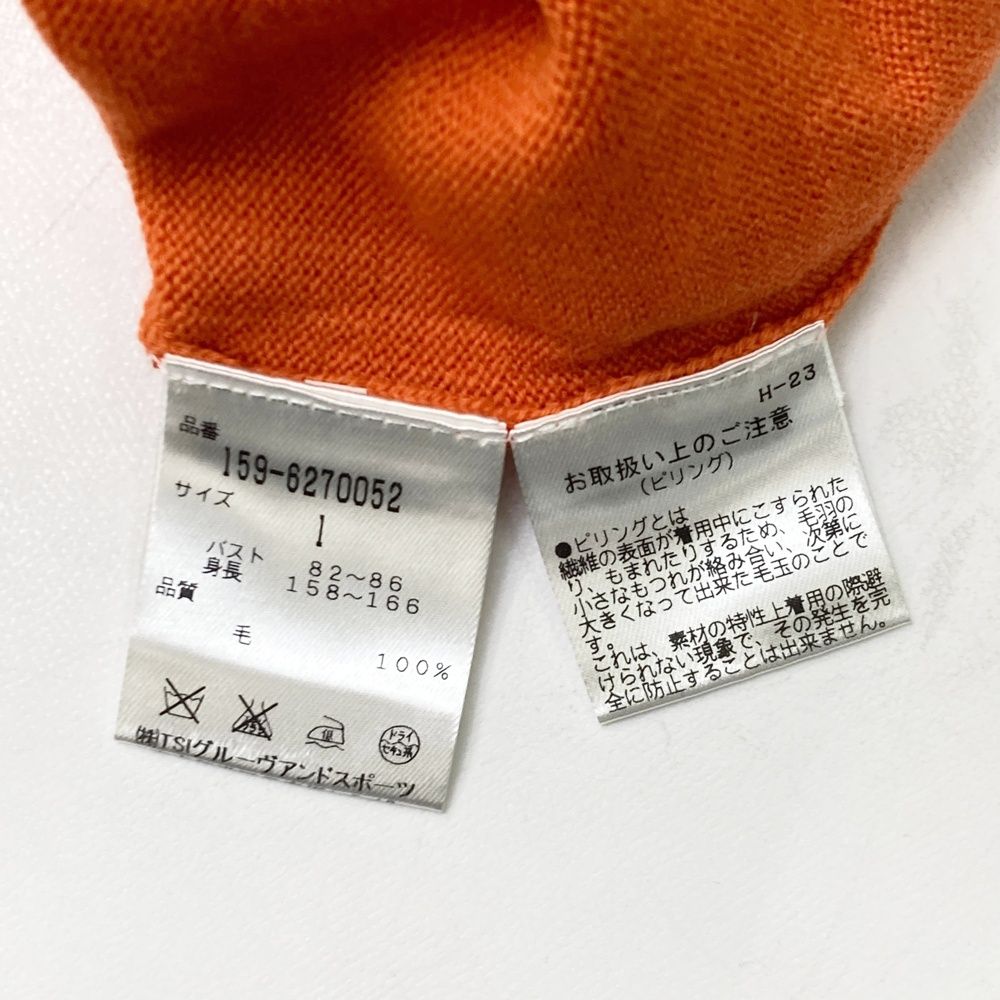 品番
159-6270052
サイズ
1
バスト 82～86
身長 158～166
品質
毛 100%
低
ドライ
セキユ系
(株)TSIグルーヴアンドスポーツ
H-23
お取扱い上のご注意
(ピリング)
●ピリングとは
繊維の表面が着用中にこすられた
り、もまれたりするため、毛羽の
小さなもつれが絡み合い、次第に
大きくなって出来た毛玉のことで
す。
これは、素材の特性上着用の際避
けられない現象で、その発生を完
全に防止することは出来ません。